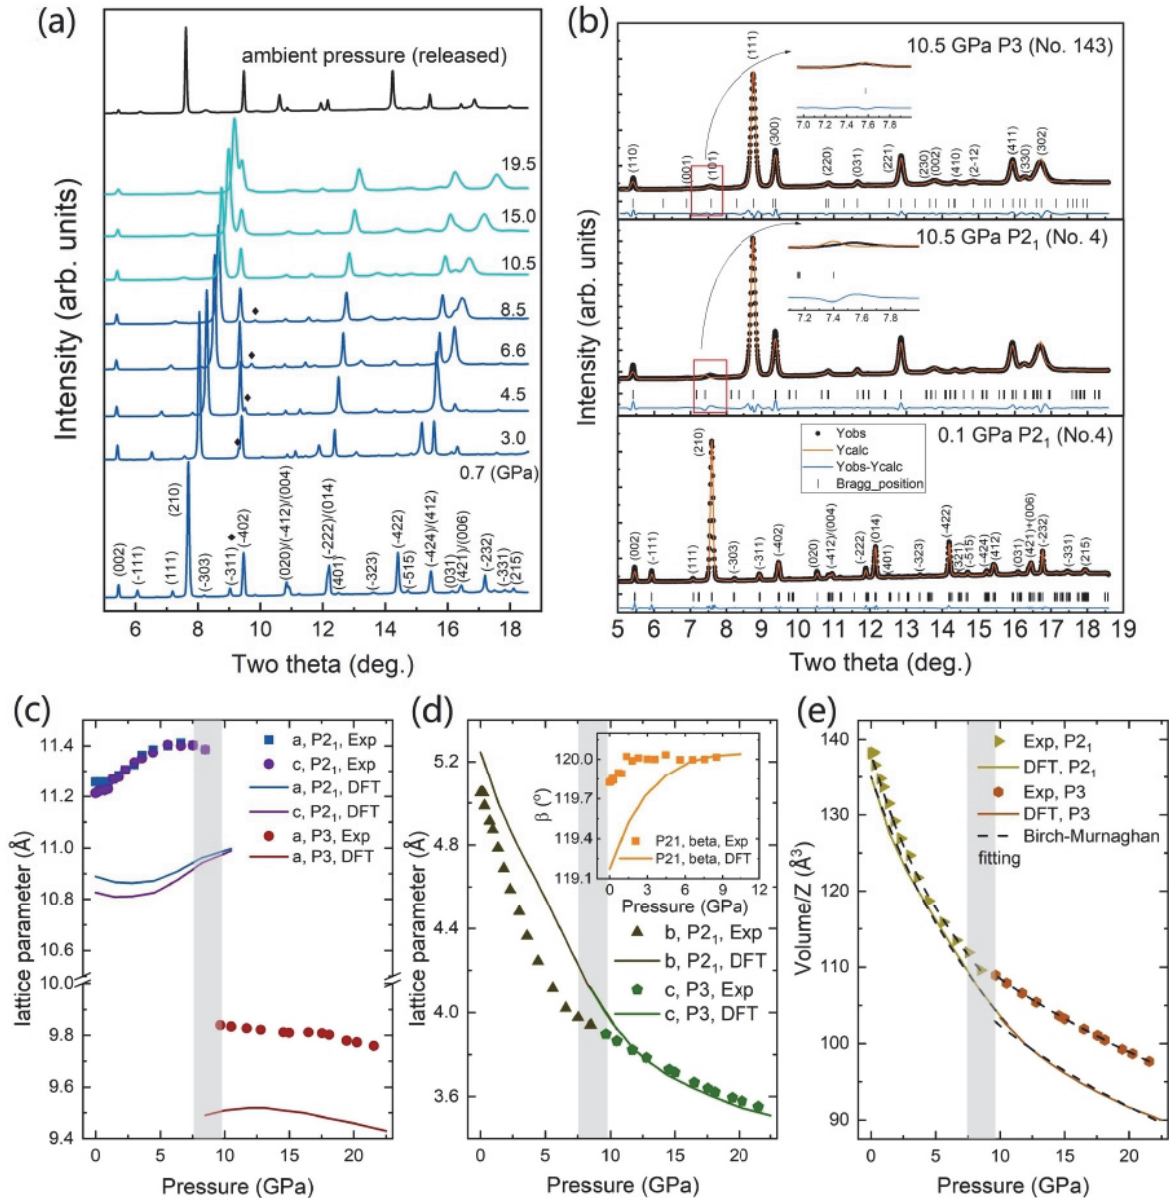 (a)
ambient pressure (released)
19.5
15.0
10.5
8.5
6.6
4.5
3.0
0.7 (GPa)
(002)
(-111)
(111)
(210)
(-303)
(-311)
(-402)
(020)/(-412)/(004)
(-222)/(014)
(401)
(-323)
(-422)
(-515)
(-424)/(412)
(031)
(421)/(006)
(-232)
(-331)
(215)
Intensity (arb. units)
6 8 10 12 14 16 18
Two theta (deg.)
(b)
10.5 GPa P3 (No. 143)
(110)
(001)
(101)
(111)
(300)
(220)
(031)
(221)
(230)
(002)
(410)
(2-12)
(411)
(330)
(302)
7.0 7.2 7.4 7.6 7.8
10.5 GPa P2₁ (No. 4)
7.2 7.4 7.6 7.8
0.1 GPa P2₁ (No.4)
Yobs
Ycalc
Yobs-Ycalc
Bragg_position
(002)
(-111)
(111)
(210)
(-303)
(-311)
(-402)
(020)
(-412)/(004)
(-222)
(014)
(401)
(-323)
(-422)
(321)
(-515)
(-424)
(412)
(031)
(421)+(006)
(-232)
(-331)
(215)
Intensity (arb. units)
5 6 7 8 9 10 11 12 13 14 15 16 17 18 19
Two theta (deg.)
(c)
a, P2₁, Exp
c, P2₁, Exp
a, P2₁, DFT
c, P2₁, DFT
a, P3, Exp
a, P3, DFT
11.4
11.2
11.0
10.8
10.6
10.0
9.8
9.6
9.4
lattice parameter (Å)
0 5 10 15 20
Pressure (GPa)
(d)
5.2
4.8
4.4
4.0
3.6
lattice parameter (Å)
120.0
119.7
119.4
119.1
β (°)
P21, beta, Exp
P21, beta, DFT
0 3 6 9 12
Pressure (GPa)
b, P2₁, Exp
b, P2₁, DFT
c, P3, Exp
c, P3, DFT
0 5 10 15 20
Pressure (GPa)
(e)
Exp, P2₁
DFT, P2₁
Exp, P3
DFT, P3
Birch-Murnaghan
fitting
140
130
120
110
100
90
Volume/Z (Å³)
0 5 10 15 20
Pressure (GPa)